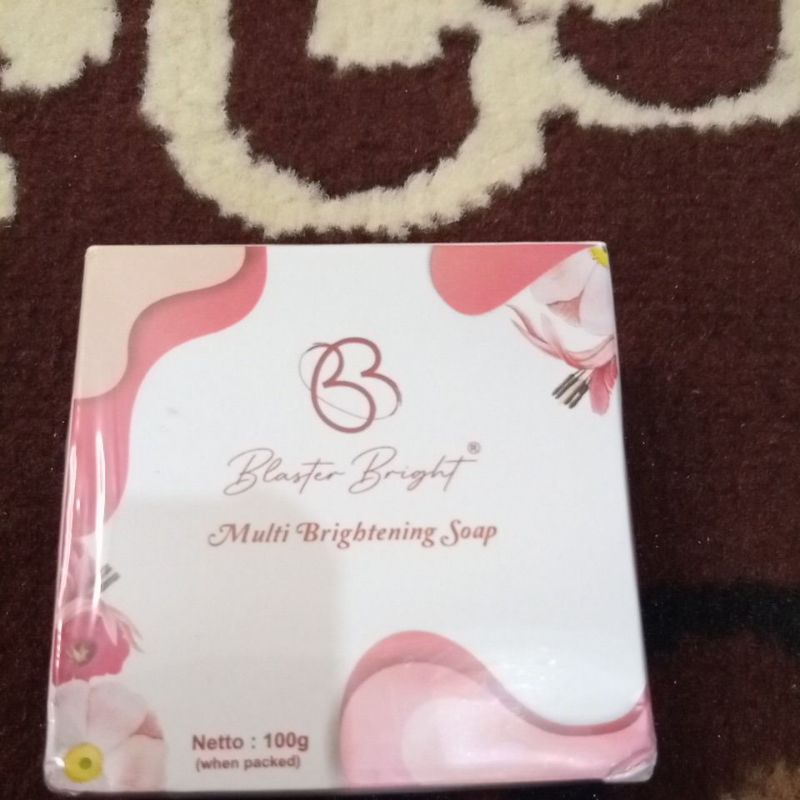 Blaster Bright®
Multi Brightening Soap
Netto : 100g
(when packed)